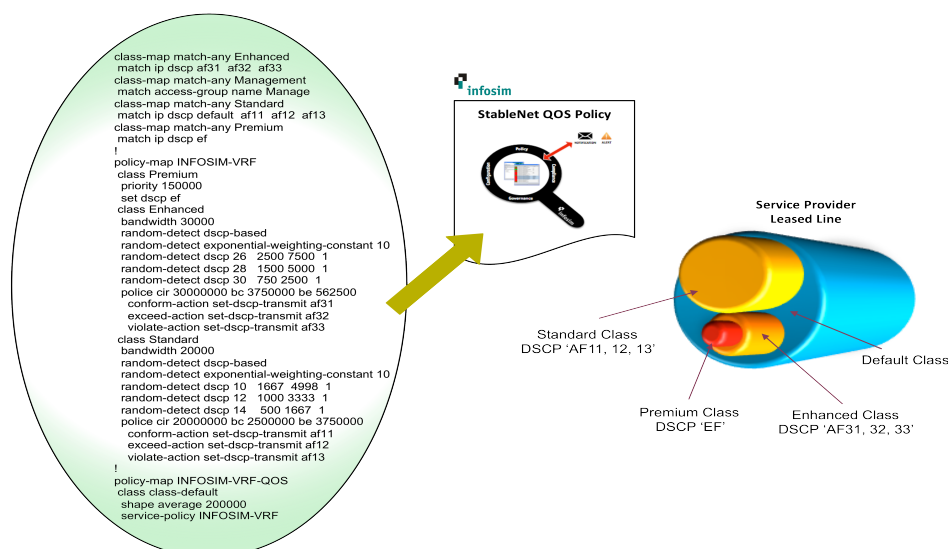 class-map match-any Enhanced
match ip dscp af31 af32 af33
class-map match-any Management
match access-group name Manage
class-map match-any Standard
match ip dscp default af11 af12 af13
class-map match-any Premium
match ip dscp ef
!
policy-map INFOSIM-VRF
class Premium
priority 150000
set dscp ef
class Enhanced
bandwidth 30000
random-detect dscp-based
random-detect exponential-weighting-constant 10
random-detect dscp 26 2500 7500 1
random-detect dscp 28 1500 5000 1
random-detect dscp 30 750 2500 1
police cir 30000000 bc 3750000 be 562500
conform-action set-dscp-transmit af31
exceed-action set-dscp-transmit af32
violate-action set-dscp-transmit af33
class Standard
bandwidth 20000
random-detect dscp-based
random-detect exponential-weighting-constant 10
random-detect dscp 10 1667 4998 1
random-detect dscp 12 1000 3333 1
random-detect dscp 14 500 1667 1
police cir 20000000 bc 2500000 be 3750000
conform-action set-dscp-transmit af11
exceed-action set-dscp-transmit af12
violate-action set-dscp-transmit af13
!
policy-map INFOSIM-VRF-QOS
class class-default
shape average 200000
service-policy INFOSIM-VRF
infosim
StableNet QOS Policy
NOTIFICATION
ALERT
Policy
Configuration
Compliance
Governance
infosim
Service Provider
Leased Line
Standard Class
DSCP 'AF11, 12, 13'
Default Class
Premium Class
DSCP 'EF'
Enhanced Class
DSCP 'AF31, 32, 33'